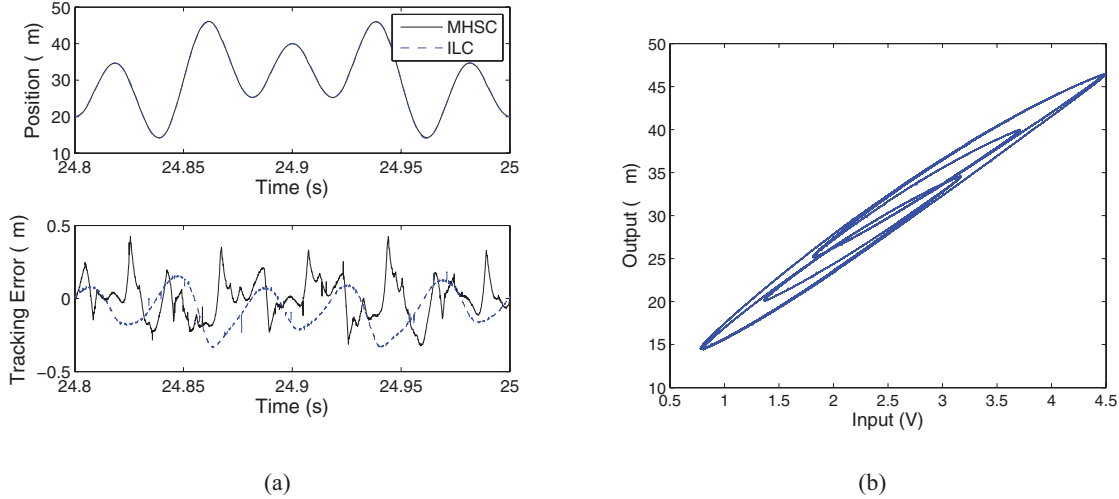 50
40
30
20
10
Position ( m)
MHSC
ILC
24.8 24.85 24.9 24.95 25
Time (s)
0.5
0
−0.5
Tracking Error ( m)
24.8 24.85 24.9 24.95 25
Time (s)
(a)
50
45
40
35
30
25
20
15
10
Output ( m)
0.5 1 1.5 2 2.5 3 3.5 4 4.5
Input (V)
(b)